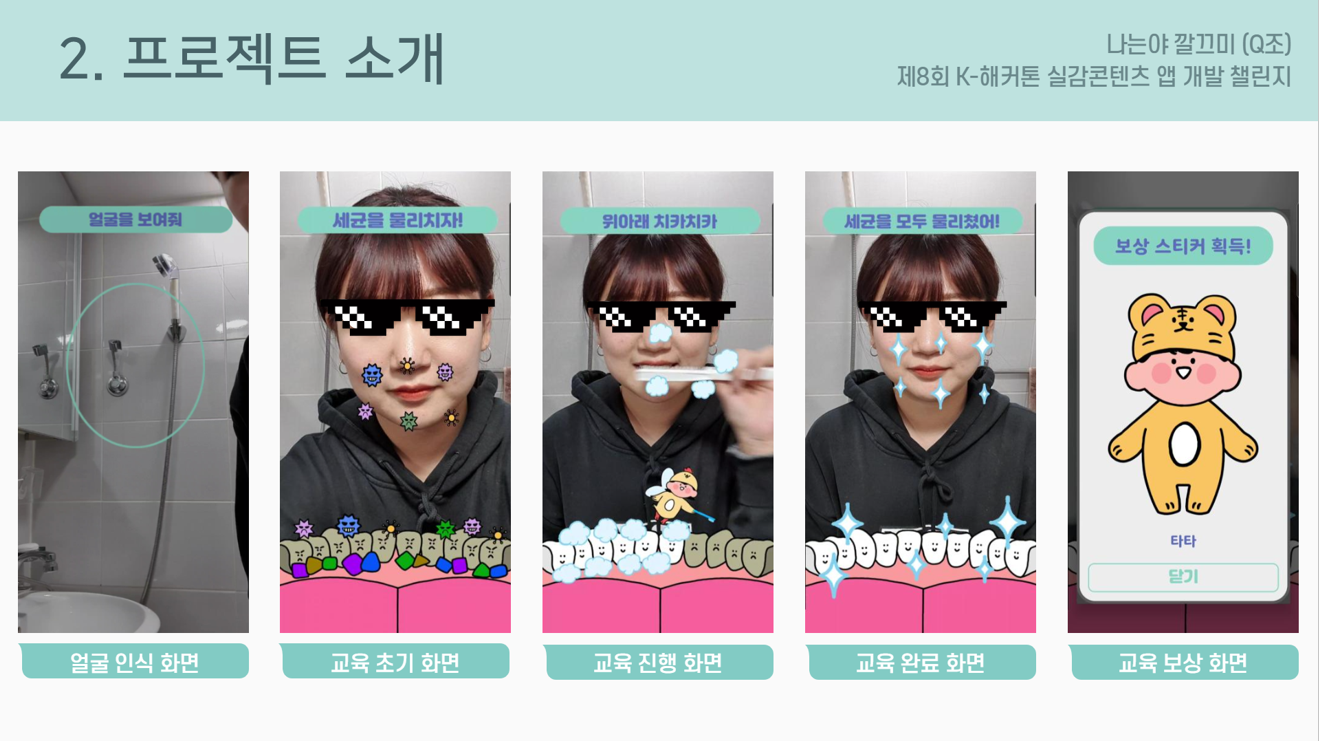 2. 프로젝트 소개
나는야 깔끄미 (Q조)
제8회 K-해커톤 실감콘텐츠 앱 개발 챌린지
얼굴을 보여줘
세균을 물리치자!
위아래 치카치카
세균을 모두 물리쳤어!
보상 스티커 획득!
타타
닫기
얼굴 인식 화면
교육 초기 화면
교육 진행 화면
교육 완료 화면
교육 보상 화면